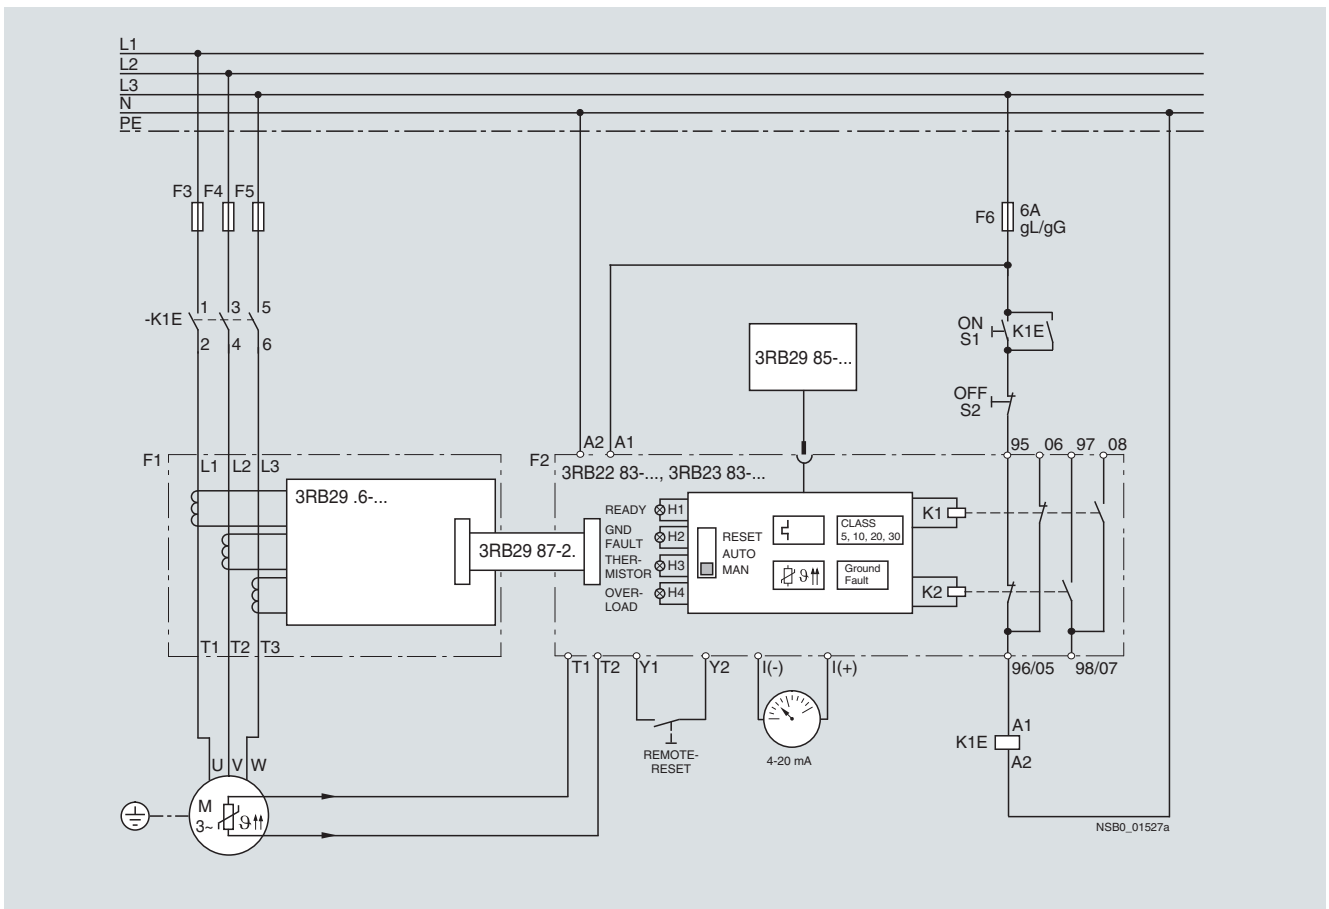 L1
L2
L3
N
PE
F3 F4 F5
F6 6A
gL/gG
-K1E
1 3 5
2 4 6
ON
S1
K1E
3RB29 85-...
OFF
S2
F1
L1 L2 L3
F2
A2 A1
3RB22 83-..., 3RB23 83-...
95 06 97 08
3RB29 .6-...
3RB29 87-2.
READY H1
GND
FAULT H2
THER-
MISTOR H3
OVER-
LOAD H4
RESET
AUTO
MAN
CLASS
5, 10, 20, 30
ϑ
Ground
Fault
K1
K2
T1 T2 T3
T1 T2 Y1 Y2 I(-) I(+)
96/05 98/07
REMOTE-
RESET
4-20 mA
K1E
A1
A2
U V W
M
3~
ϑ
NSB0_01527a